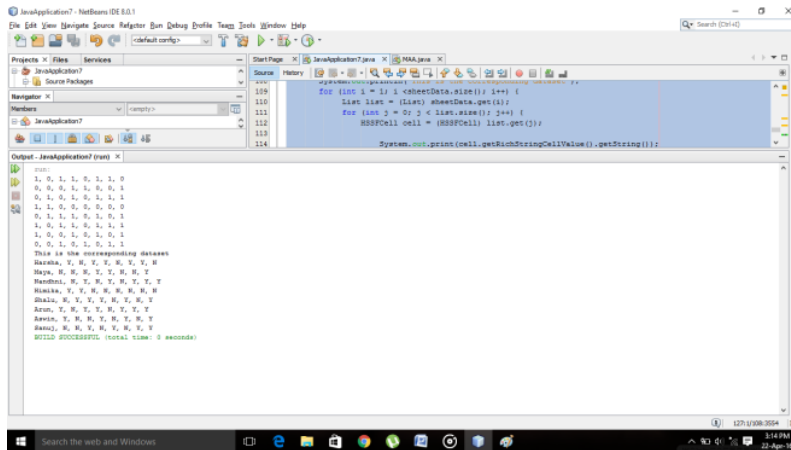 JavaApplication7 - NetBeans IDE 8.0.1
File Edit View Navigate Source Refactor Run Debug Profile Team Tools Window Help
Search (Ctrl+I)
<default config>
Projects Files Services
Start Page JavaApplication7.java MAA.java
JavaApplication7
Source Packages
Source History
Navigator
Members <empty>
JavaApplication7
109 for (int i = 1; i <sheetData.size(); i++) {
110 List list = (List) sheetData.get(i);
111 for (int j = 0; j < list.size(); j++) {
112 HSSFCell cell = (HSSFCell) list.get(j);
113
114 System.out.print(cell.getRichStringCellValue().getString());
Output - JavaApplication7 (run)
run:
1, 0, 1, 1, 0, 1, 1, 0
0, 0, 0, 1, 1, 0, 0, 1
0, 1, 0, 1, 0, 1, 1, 1
1, 1, 0, 0, 0, 0, 0, 0
0, 1, 1, 1, 0, 1, 0, 1
1, 0, 1, 1, 0, 1, 1, 1
1, 0, 0, 1, 0, 1, 0, 1
0, 0, 1, 0, 1, 0, 1, 1
This is the corresponding dataset
Harsha, Y, N, Y, Y, N, Y, Y, N
Maya, N, N, N, Y, Y, N, N, Y
Nandhni, N, Y, N, Y, N, Y, Y, Y
Nimika, Y, Y, N, N, N, N, N, N
Shalu, N, Y, Y, Y, N, Y, N, Y
Arun, Y, N, Y, Y, N, Y, Y, Y
Aswin, Y, N, N, Y, N, Y, N, Y
Sanuj, N, N, Y, N, Y, N, Y, Y
BUILD SUCCESSFUL (total time: 0 seconds)
127:1/108:3554
Search the web and Windows
3:14 PM
22-Apr-16